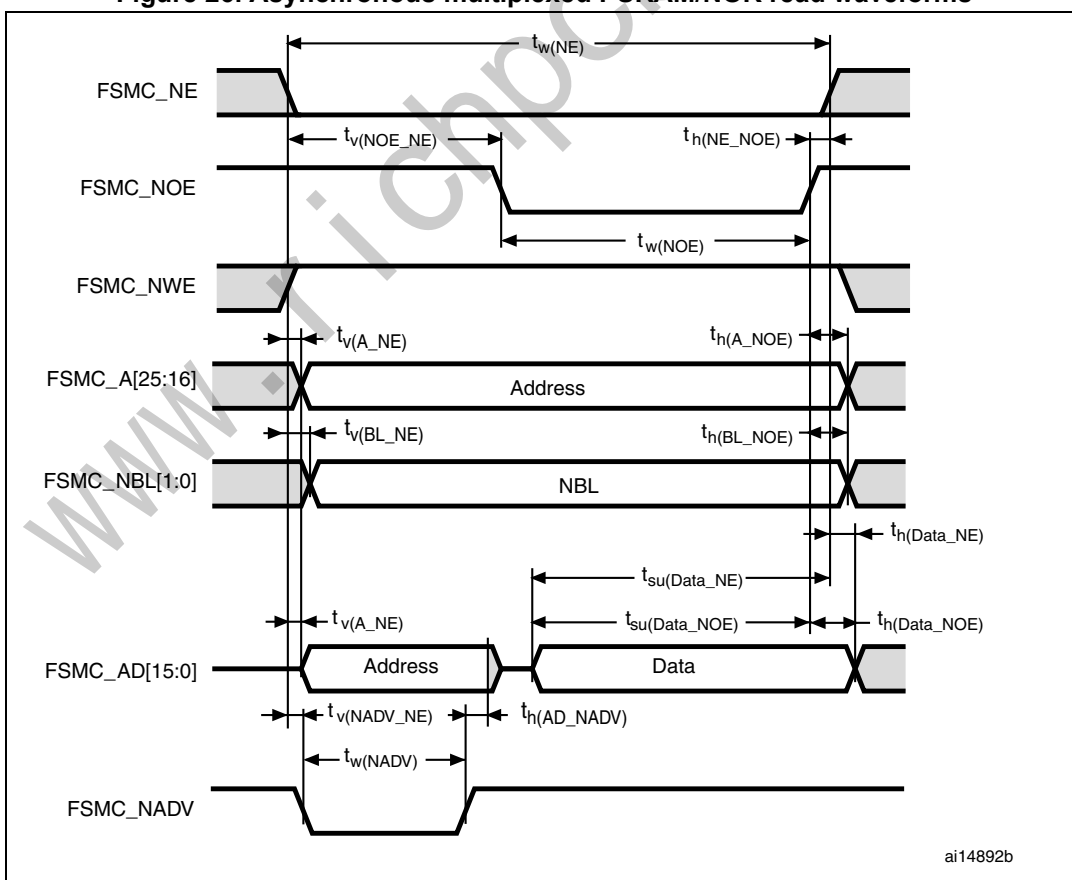 Figure 26. Asynchronous multiplexed PSRAM/NOR read waveforms
tw(NE)
FSMC_NE
tv(NOE_NE)
th(NE_NOE)
FSMC_NOE
tw(NOE)
FSMC_NWE
tv(A_NE)
th(A_NOE)
FSMC_A[25:16]
Address
tv(BL_NE)
th(BL_NOE)
FSMC_NBL[1:0]
NBL
th(Data_NE)
tsu(Data_NE)
tv(A_NE)
tsu(Data_NOE)
th(Data_NOE)
FSMC_AD[15:0]
Address
Data
tv(NADV_NE)
th(AD_NADV)
tw(NADV)
FSMC_NADV
ai14892b